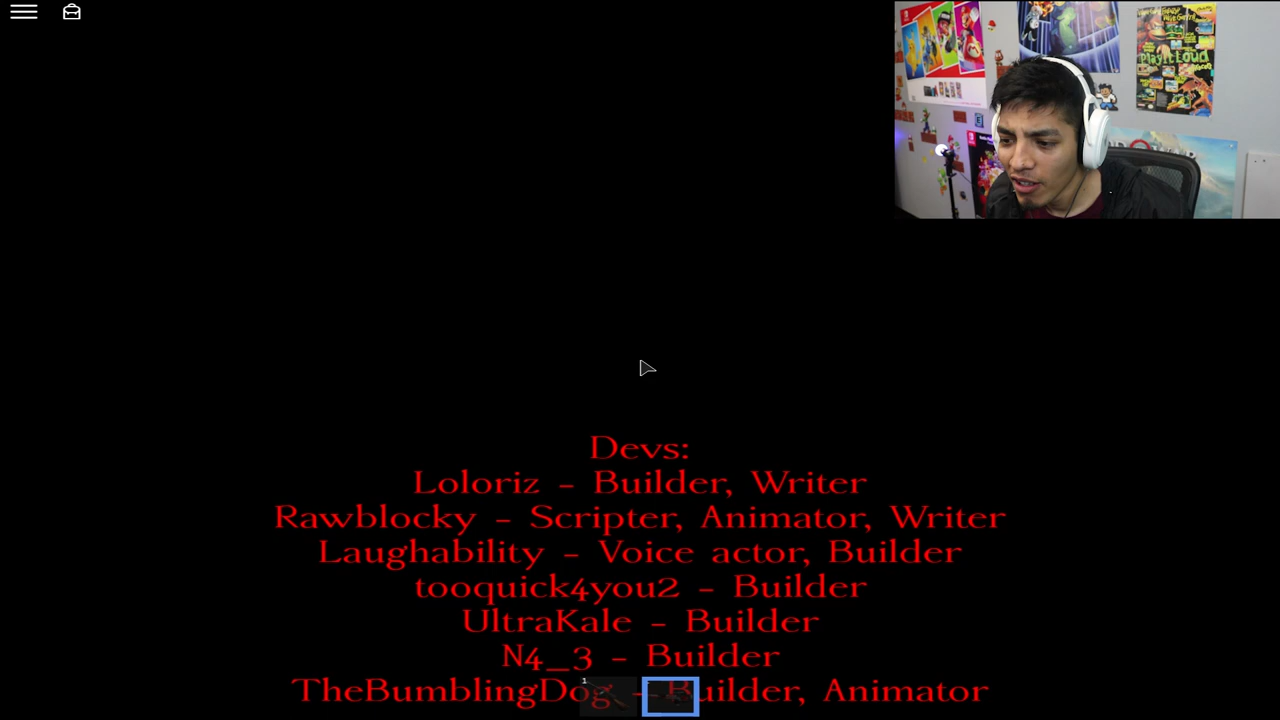 Devs:
Loloriz - Builder, Writer
Rawblocky - Scripter, Animator, Writer
Laughability - Voice actor, Builder
tooquick4you2 - Builder
UltraKale - Builder
N4_3 - Builder
TheBumblingDog - Builder, Animator
1